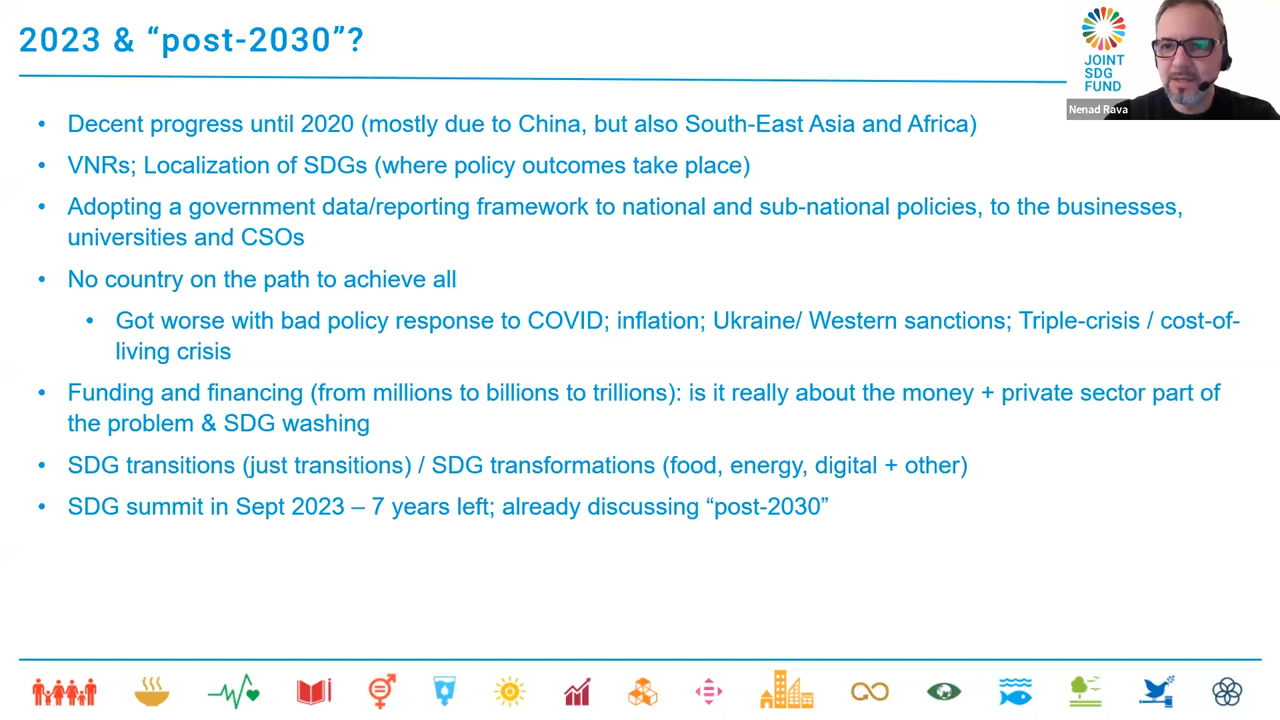 2023 & “post-2030”?
JOINT
SDG
FUND
Nenad Rava
• Decent progress until 2020 (mostly due to China, but also South-East Asia and Africa)
• VNRs; Localization of SDGs (where policy outcomes take place)
• Adopting a government data/reporting framework to national and sub-national policies, to the businesses,
universities and CSOs
• No country on the path to achieve all
• Got worse with bad policy response to COVID; inflation; Ukraine/ Western sanctions; Triple-crisis / cost-of-
living crisis
• Funding and financing (from millions to billions to trillions): is it really about the money + private sector part of
the problem & SDG washing
• SDG transitions (just transitions) / SDG transformations (food, energy, digital + other)
• SDG summit in Sept 2023 – 7 years left; already discussing “post-2030”